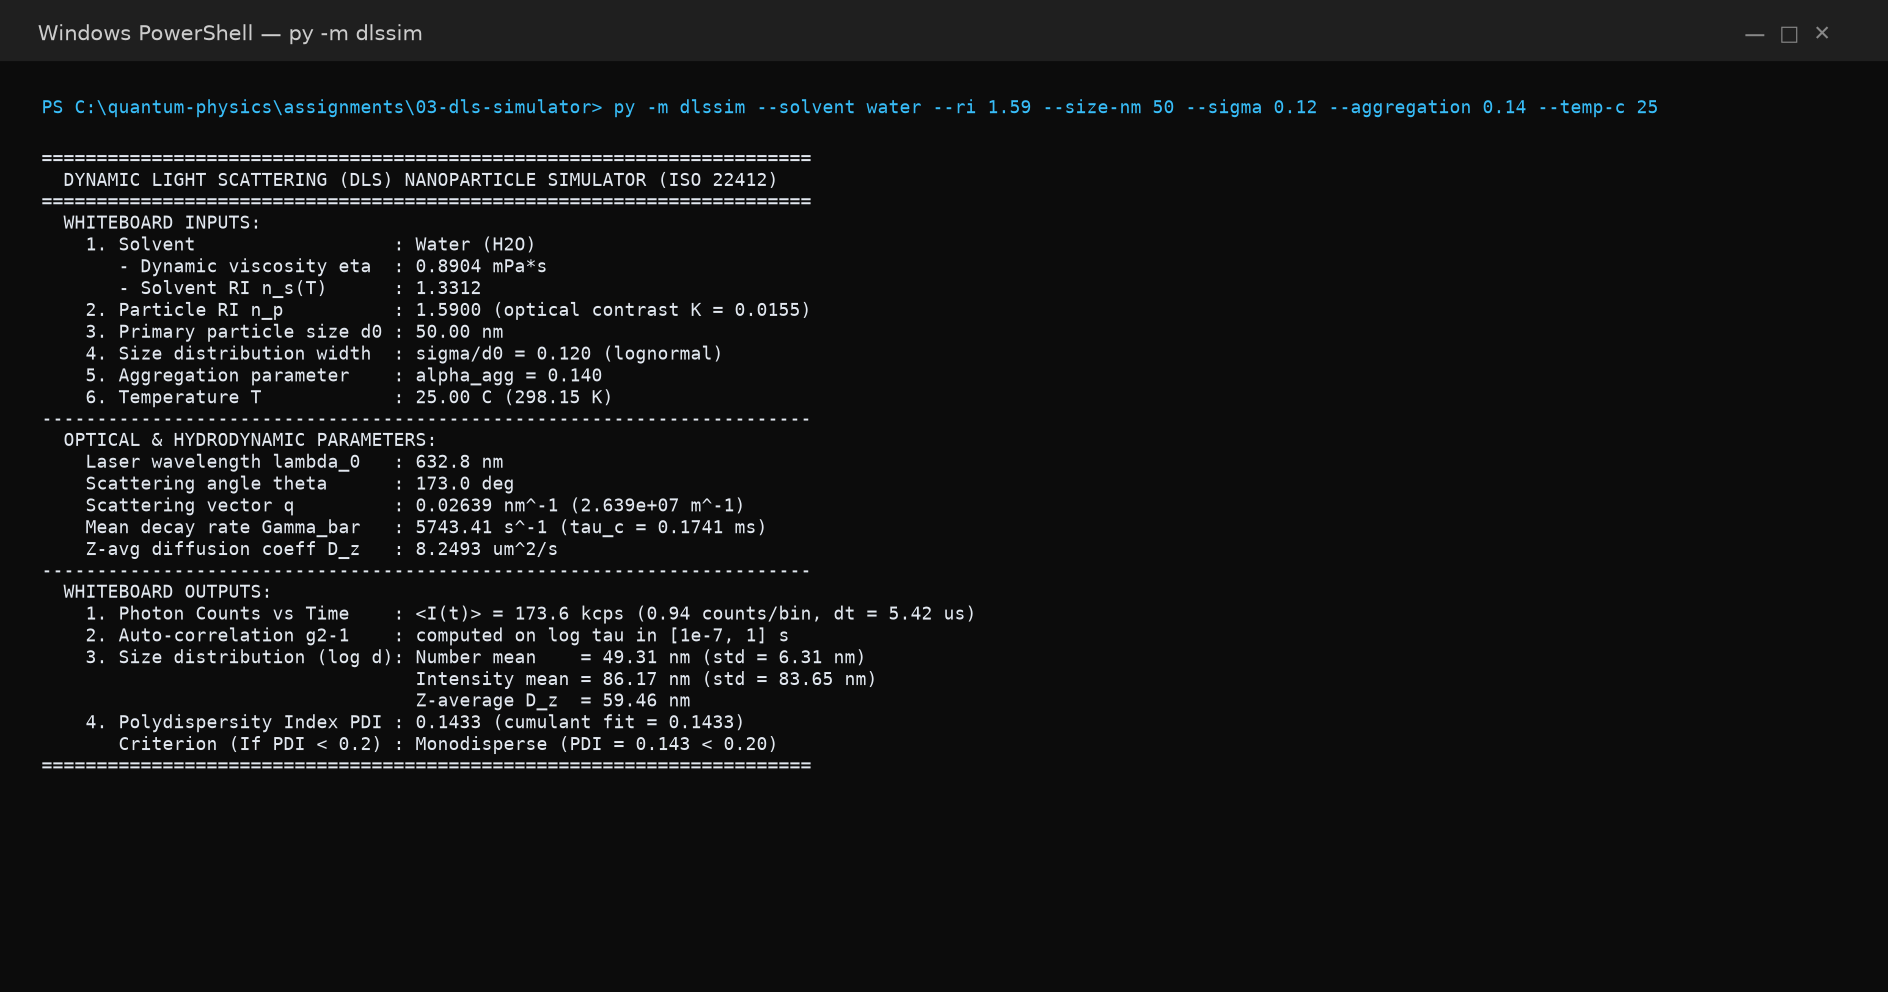 Windows PowerShell — py -m dlssim
PS C:\quantum-physics\assignments\03-dls-simulator> py -m dlssim --solvent water --ri 1.59 --size-nm 50 --sigma 0.12 --aggregation 0.14 --temp-c 25
======================================================================
DYNAMIC LIGHT SCATTERING (DLS) NANOPARTICLE SIMULATOR (ISO 22412)
======================================================================
WHITEBOARD INPUTS:
1. Solvent                  : Water (H2O)
- Dynamic viscosity eta  : 0.8904 mPa*s
- Solvent RI n_s(T)      : 1.3312
2. Particle RI n_p          : 1.5900 (optical contrast K = 0.0155)
3. Primary particle size d0 : 50.00 nm
4. Size distribution width  : sigma/d0 = 0.120 (lognormal)
5. Aggregation parameter    : alpha_agg = 0.140
6. Temperature T            : 25.00 C (298.15 K)
----------------------------------------------------------------------
OPTICAL & HYDRODYNAMIC PARAMETERS:
Laser wavelength lambda_0   : 632.8 nm
Scattering angle theta      : 173.0 deg
Scattering vector q         : 0.02639 nm^-1 (2.639e+07 m^-1)
Mean decay rate Gamma_bar   : 5743.41 s^-1 (tau_c = 0.1741 ms)
Z-avg diffusion coeff D_z   : 8.2493 um^2/s
----------------------------------------------------------------------
WHITEBOARD OUTPUTS:
1. Photon Counts vs Time    : <I(t)> = 173.6 kcps (0.94 counts/bin, dt = 5.42 us)
2. Auto-correlation g2-1    : computed on log tau in [1e-7, 1] s
3. Size distribution (log d): Number mean    = 49.31 nm (std = 6.31 nm)
Intensity mean = 86.17 nm (std = 83.65 nm)
Z-average D_z  = 59.46 nm
4. Polydispersity Index PDI : 0.1433 (cumulant fit = 0.1433)
Criterion (If PDI < 0.2) : Monodisperse (PDI = 0.143 < 0.20)
======================================================================